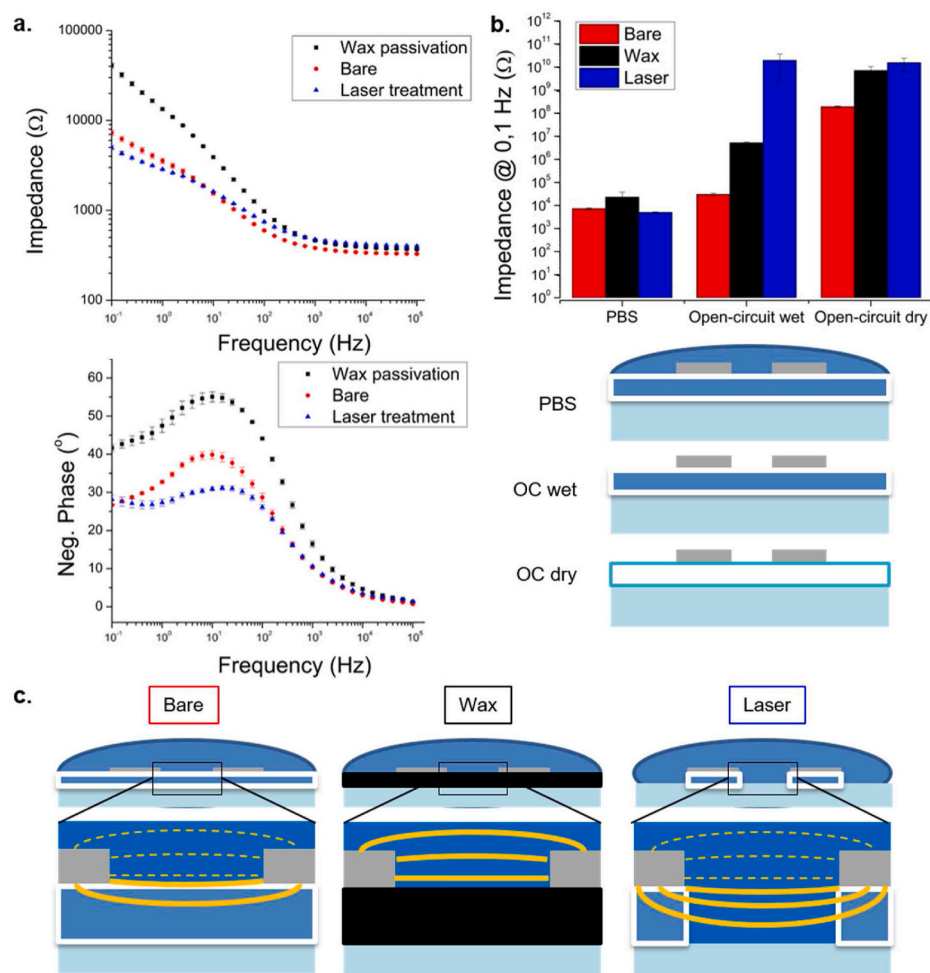 a.
Impedance (Ω)
100000
10000
1000
100
Wax passivation
Bare
Laser treatment
10⁻¹ 10⁰ 10¹ 10² 10³ 10⁴ 10⁵
Frequency (Hz)
Neg. Phase (°)
60
50
40
30
20
10
0
Wax passivation
Bare
Laser treatment
10⁻¹ 10⁰ 10¹ 10² 10³ 10⁴ 10⁵
Frequency (Hz)
b.
Impedance @ 0,1 Hz (Ω)
10¹²
10¹¹
10¹⁰
10⁹
10⁸
10⁷
10⁶
10⁵
10⁴
10³
10²
10¹
10⁰
Bare
Wax
Laser
PBS Open-circuit wet Open-circuit dry
PBS
OC wet
OC dry
c.
Bare Wax Laser